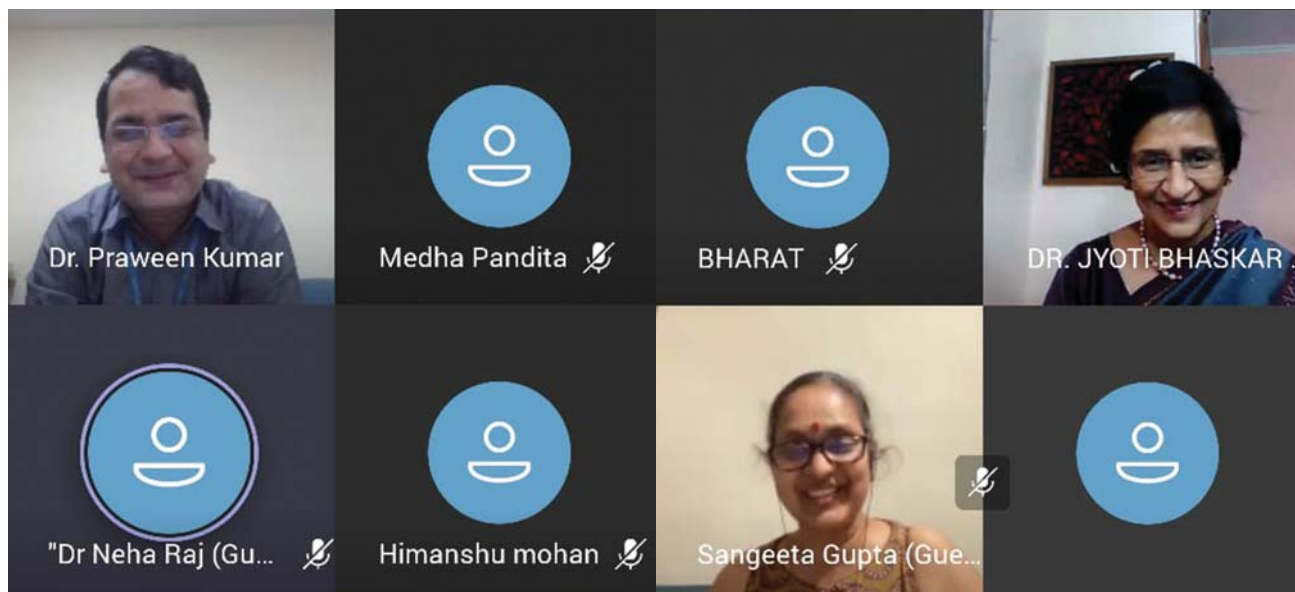 Dr. Praween Kumar
Medha Pandita
BHARAT
DR. JYOTI BHASKAR .
"Dr Neha Raj (Gu...
Himanshu mohan
Sangeeta Gupta (Gue...